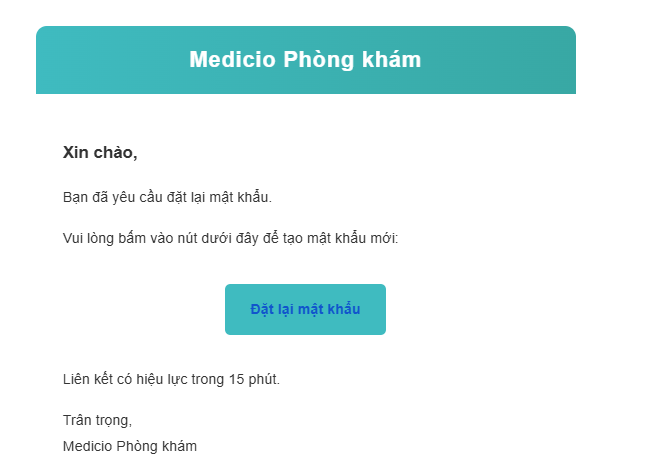 Medicio Phòng khám
Xin chào,
Bạn đã yêu cầu đặt lại mật khẩu.
Vui lòng bấm vào nút dưới đây để tạo mật khẩu mới:
Đặt lại mật khẩu
Liên kết có hiệu lực trong 15 phút.
Trân trọng,
Medicio Phòng khám